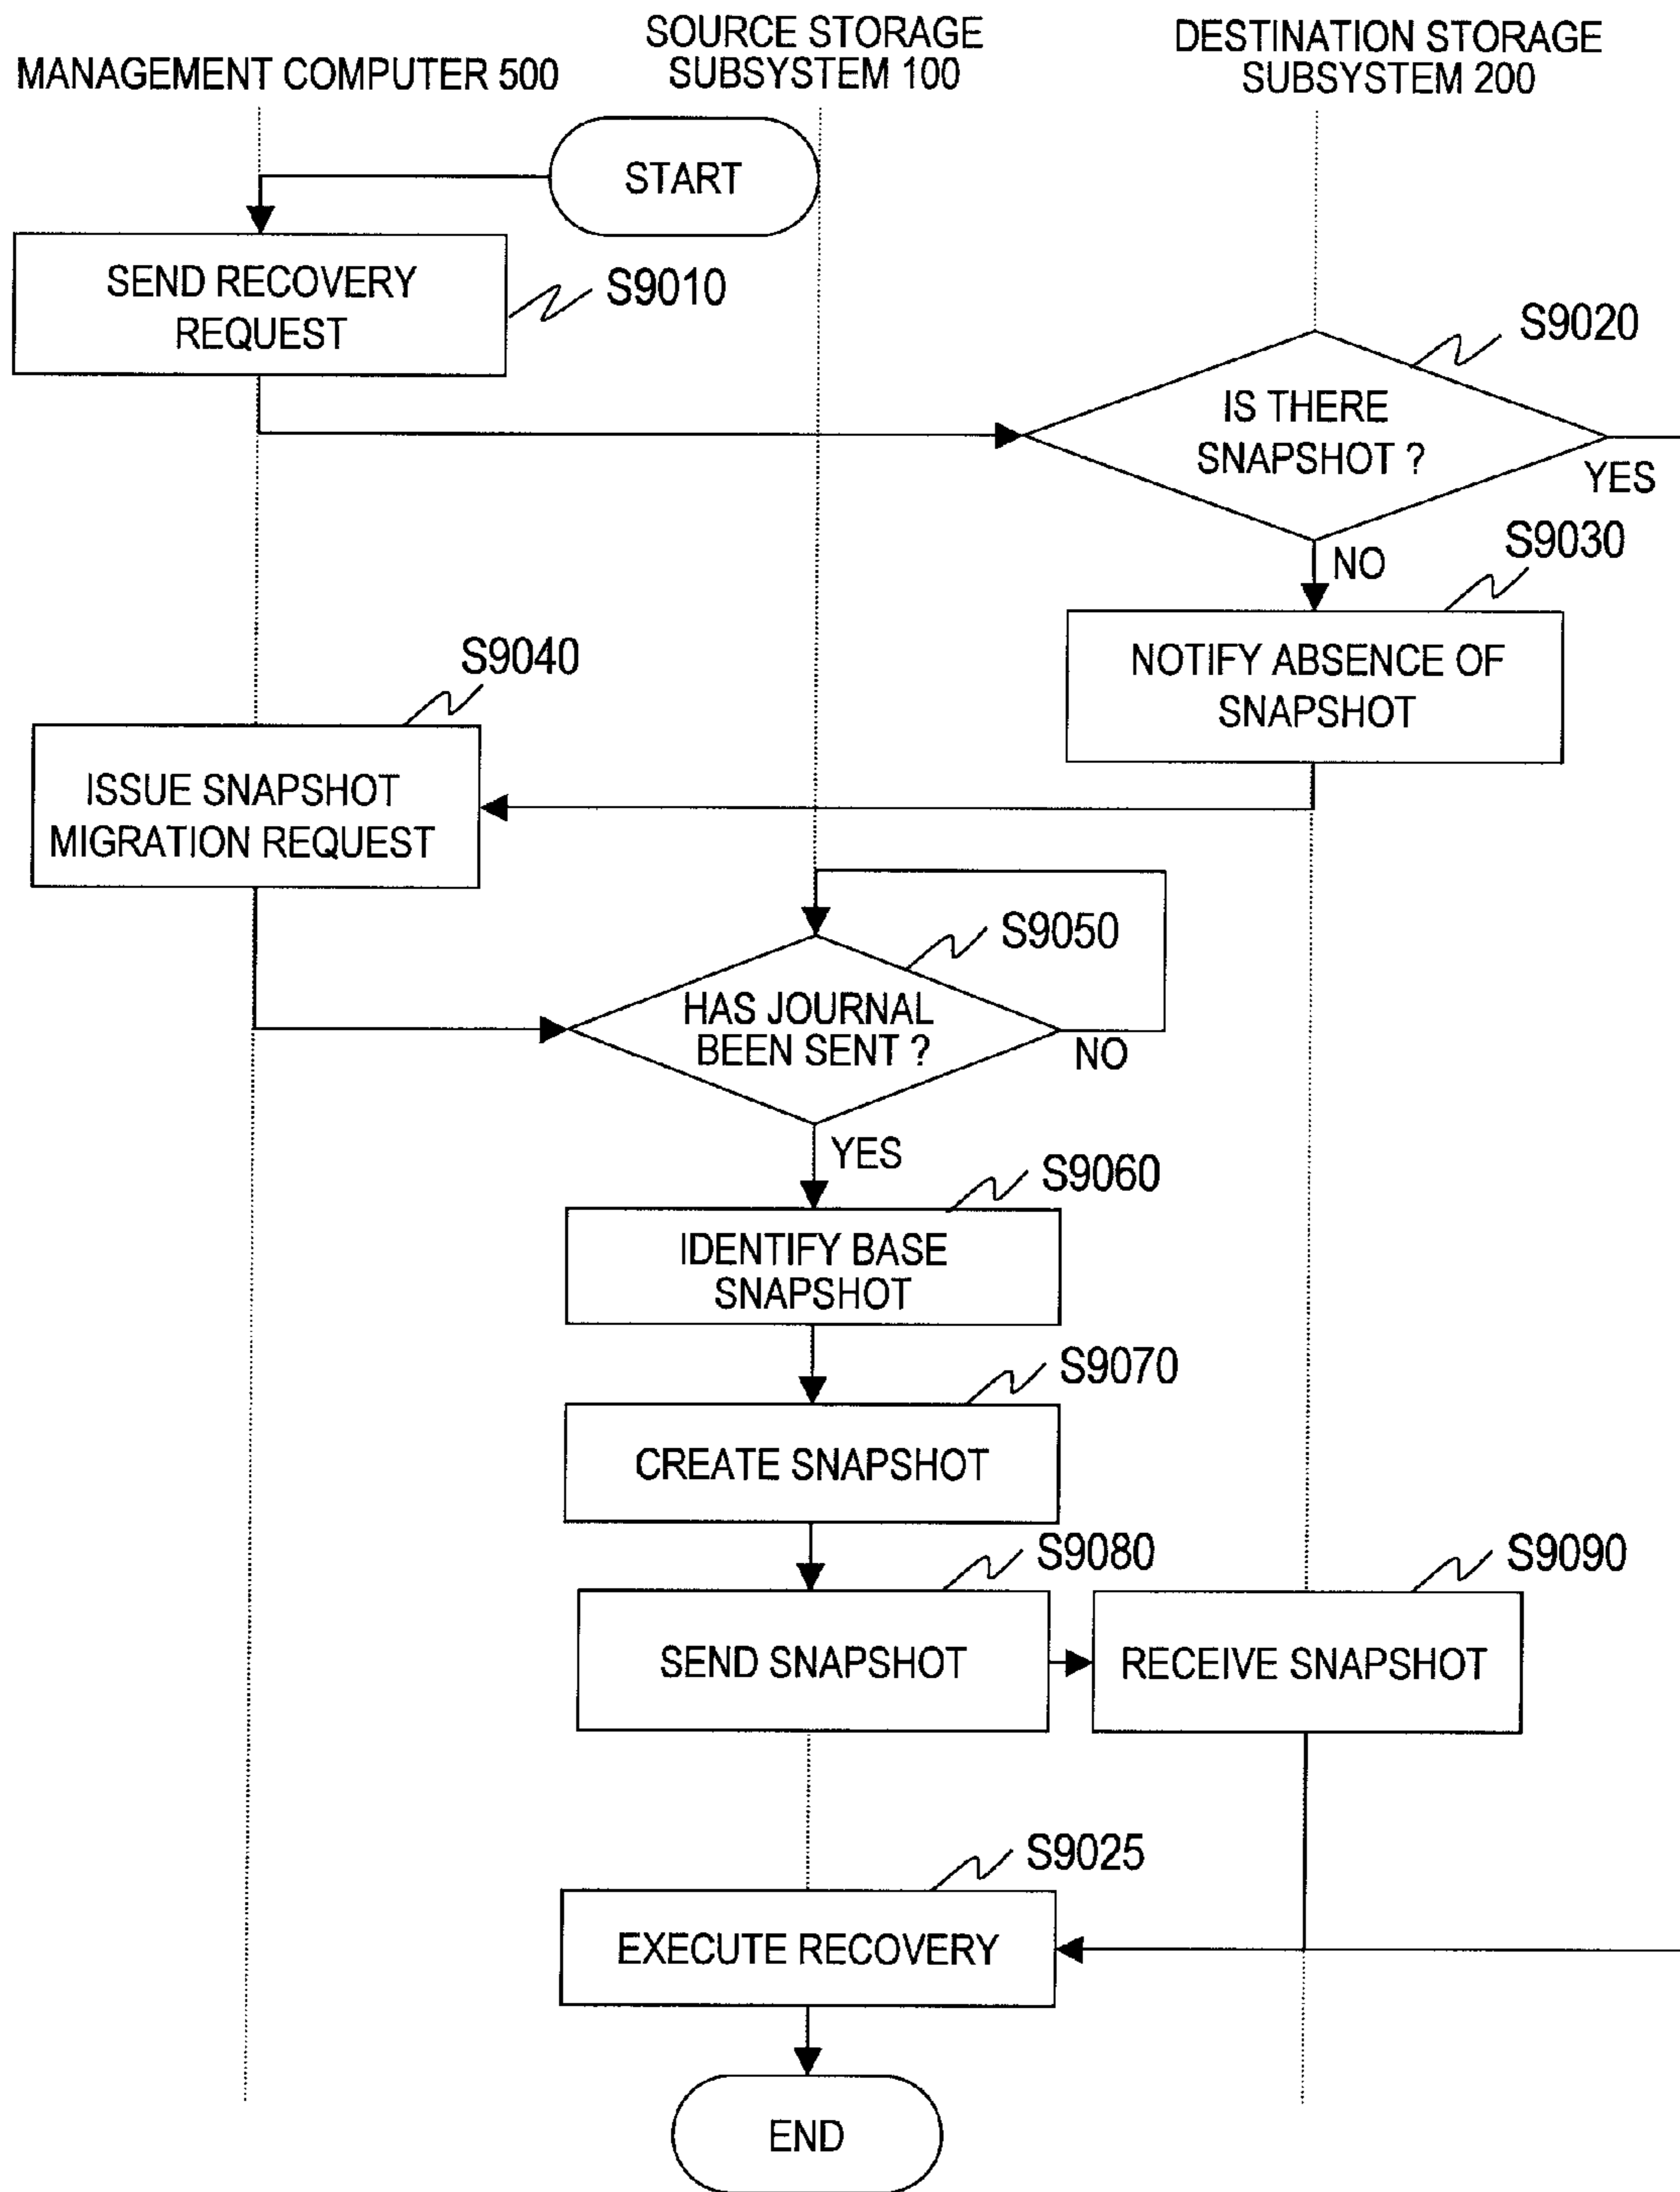 MANAGEMENT COMPUTER 500
SOURCE STORAGE
SUBSYSTEM 100
DESTINATION STORAGE
SUBSYSTEM 200
START
SEND RECOVERY
REQUEST
S9010
S9020
IS THERE
SNAPSHOT ?
YES
NO
S9030
NOTIFY ABSENCE OF
SNAPSHOT
S9040
ISSUE SNAPSHOT
MIGRATION REQUEST
S9050
HAS JOURNAL
BEEN SENT ?
NO
YES
S9060
IDENTIFY BASE
SNAPSHOT
S9070
CREATE SNAPSHOT
S9080
SEND SNAPSHOT
S9090
RECEIVE SNAPSHOT
S9025
EXECUTE RECOVERY
END